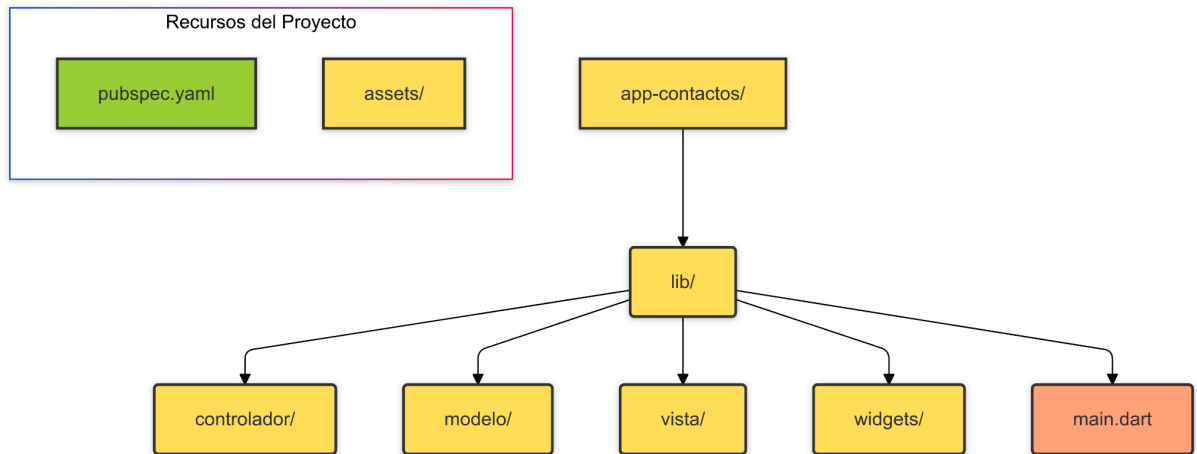 Recursos del Proyecto
pubspec.yaml
assets/
app-contactos/
lib/
controlador/
modelo/
vista/
widgets/
main.dart